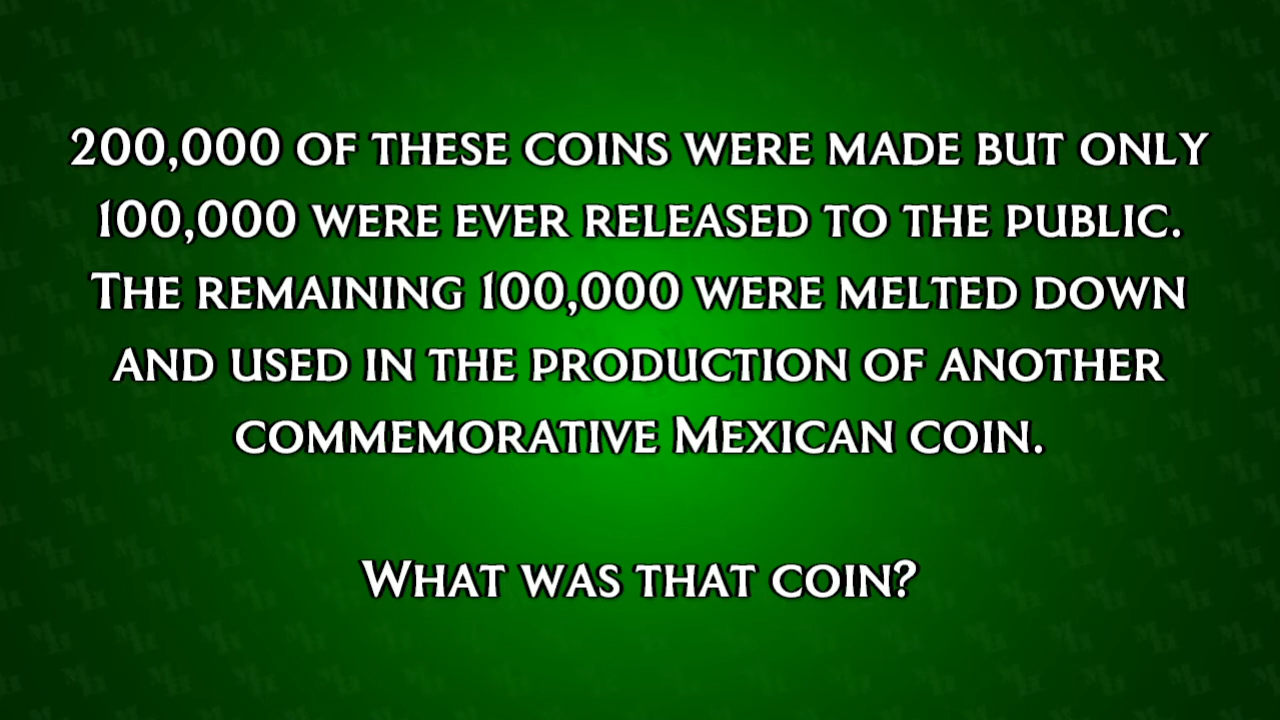 200,000 of these coins were made but only
100,000 were ever released to the public.
The remaining 100,000 were melted down
and used in the production of another
commemorative Mexican coin.
What was that coin?